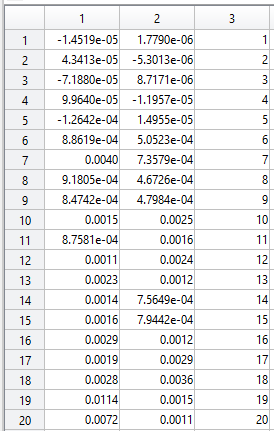 1 2 3
1 -1.4519e-05 1.7790e-06 1
2 4.3413e-05 -5.3013e-06 2
3 -7.1880e-05 8.7171e-06 3
4 9.9640e-05 -1.1957e-05 4
5 -1.2642e-04 1.4955e-05 5
6 8.8619e-04 5.0523e-04 6
7 0.0040 7.3579e-04 7
8 9.1805e-04 4.6726e-04 8
9 8.4742e-04 4.7984e-04 9
10 0.0015 0.0025 10
11 8.7581e-04 0.0016 11
12 0.0011 0.0024 12
13 0.0023 0.0012 13
14 0.0014 7.5649e-04 14
15 0.0016 7.9442e-04 15
16 0.0029 0.0012 16
17 0.0019 0.0029 17
18 0.0028 0.0036 18
19 0.0114 0.0015 19
20 0.0072 0.0011 20